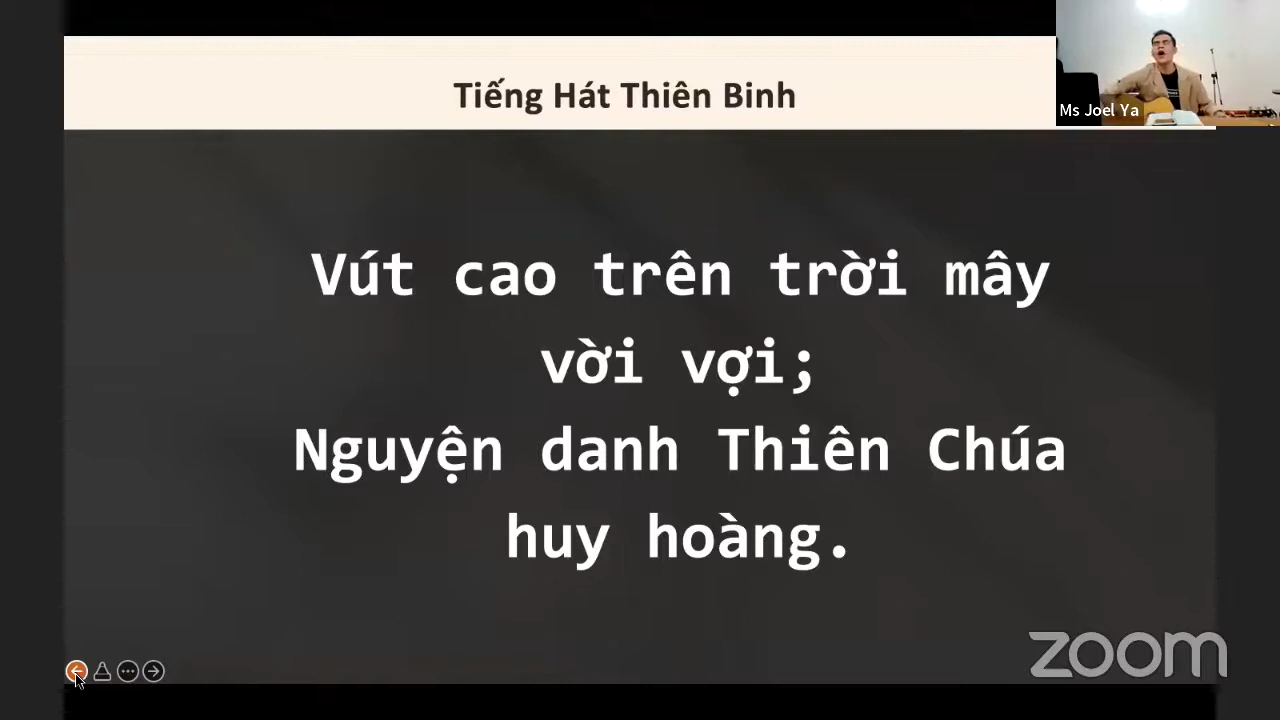 Tiếng Hát Thiên Binh
Ms Joel Ya
Vút cao trên trời mây
vời vợi;
Nguyện danh Thiên Chúa
huy hoàng.
zoom